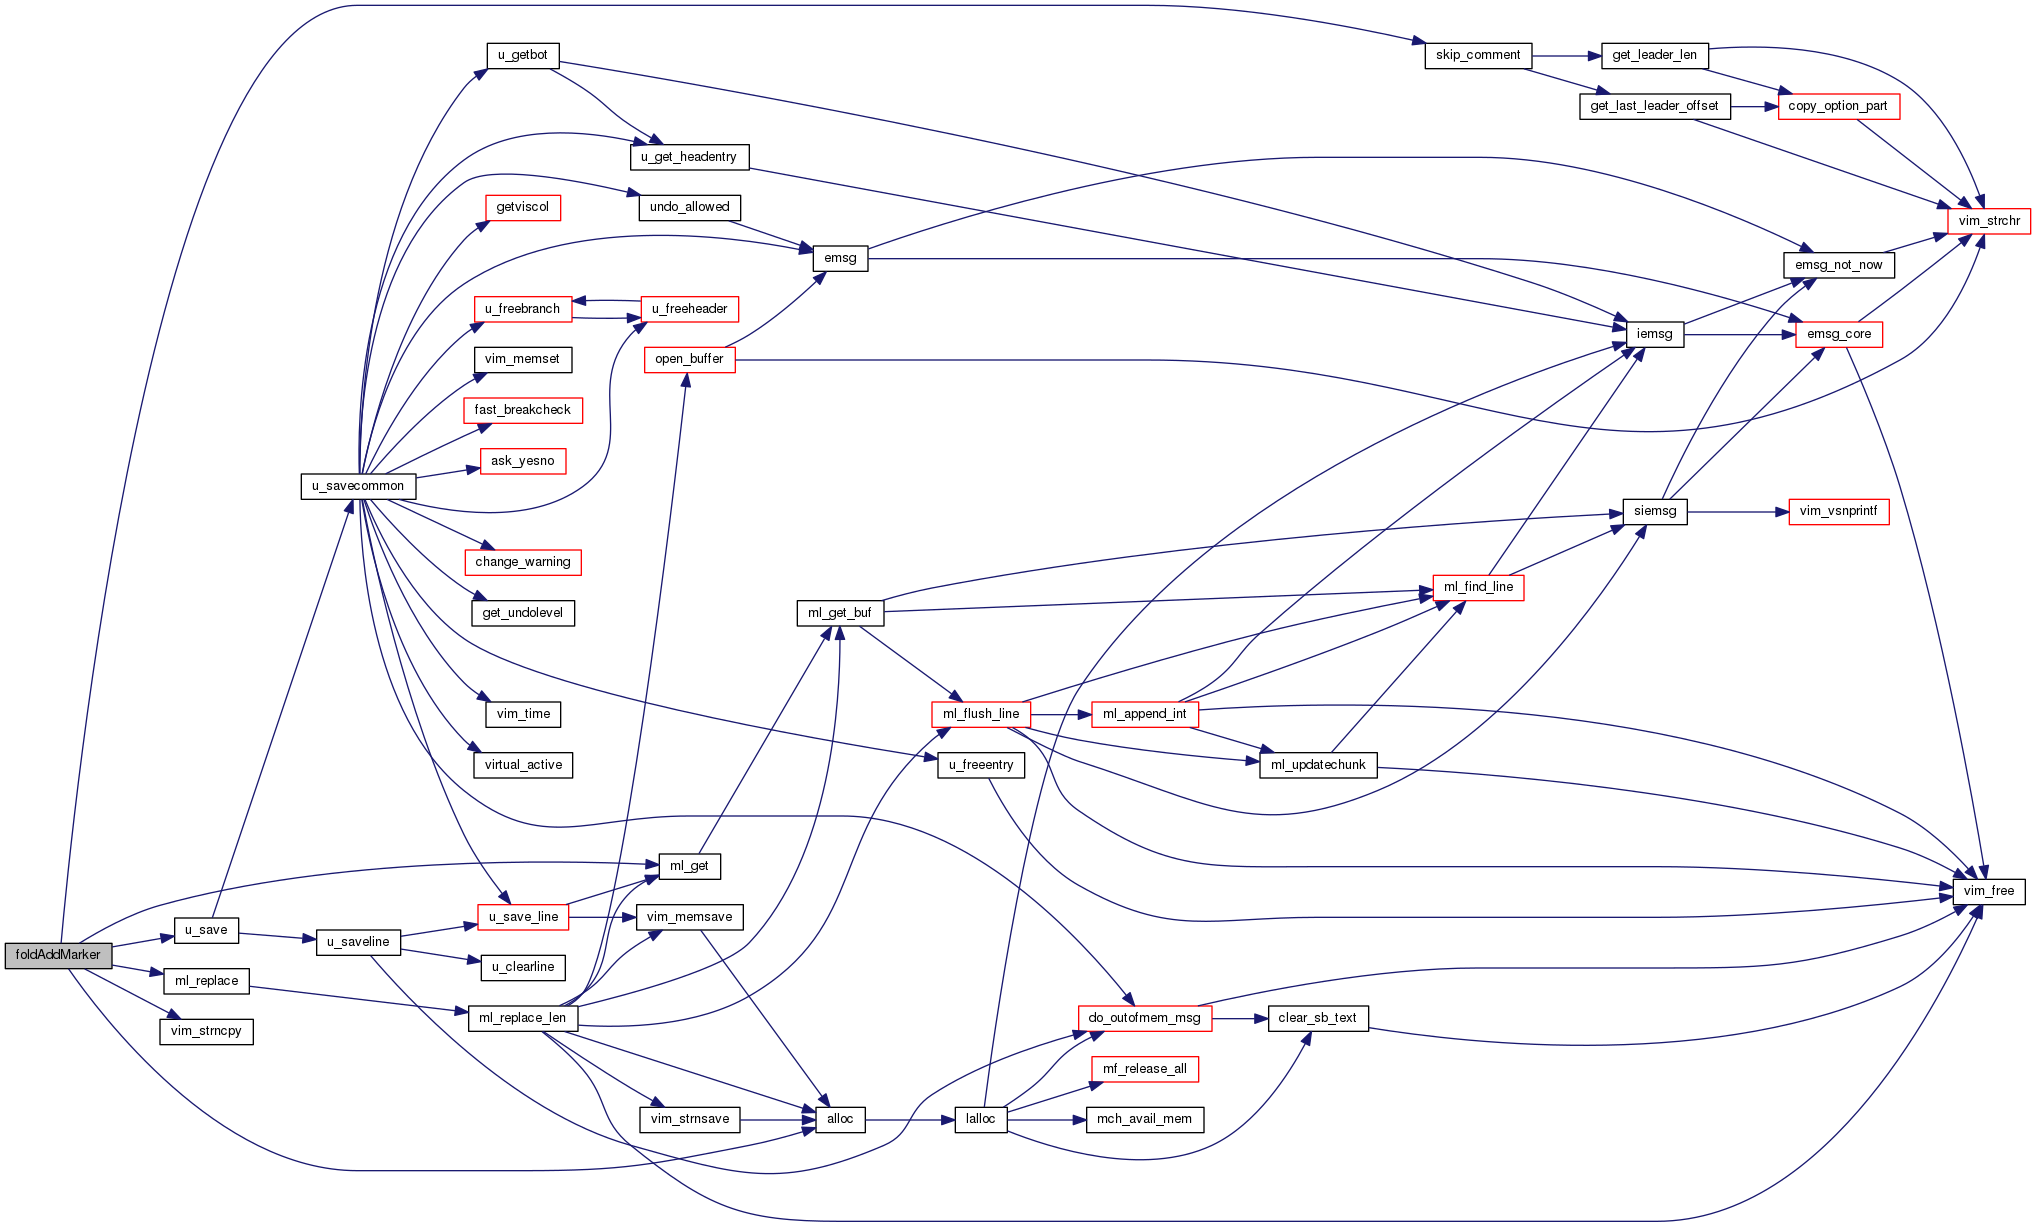 u_getbot
skip_comment
get_leader_len
get_last_leader_offset
copy_option_part
u_get_headentry
getviscol
undo_allowed
vim_strchr
emsg
emsg_not_now
u_freebranch
u_freeheader
iemsg
emsg_core
vim_memset
open_buffer
fast_breakcheck
ask_yesno
u_savecommon
siemsg
vim_vsnprintf
change_warning
ml_find_line
get_undolevel
ml_get_buf
vim_time
ml_flush_line
ml_append_int
virtual_active
u_freeentry
ml_updatechunk
ml_get
vim_free
u_save_line
vim_memsave
u_save
u_saveline
foldAddMarker
u_clearline
ml_replace
ml_replace_len
do_outofmem_msg
clear_sb_text
vim_strncpy
mf_release_all
vim_strnsave
alloc
lalloc
mch_avail_mem